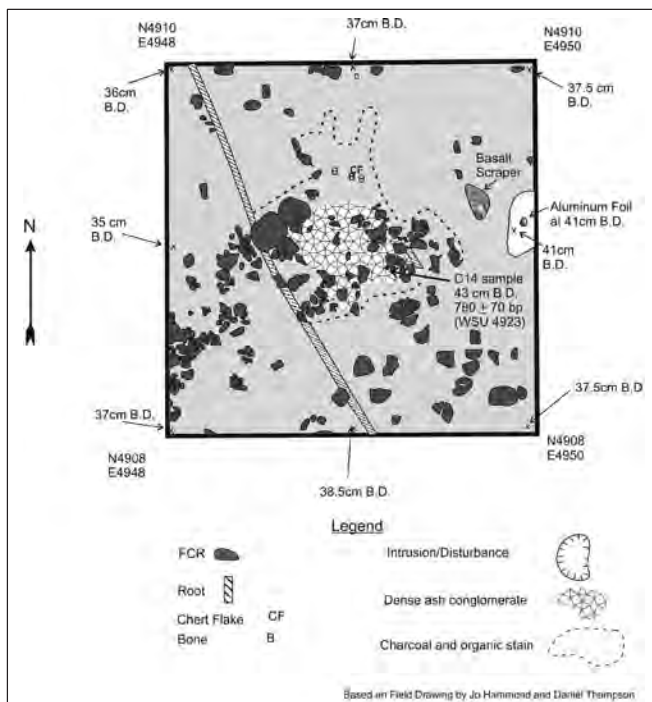 N4910
E4948
37cm B.D.
N4910
E4950
36cm
B.D.
37.5 cm
B.D.
Basalt
Scraper
B
CF
B
B
Aluminum Foil
at 41cm B.D.
N
35 cm
B.D.
41cm
B.D.
C14 sample
43 cm B.D.
780 ± 70 bp
(WSU 4923)
37.5cm B.D
37cm B.D.
N4908
E4948
38.5cm B.D.
N4908
E4950
Legend
FCR
Intrusion/Disturbance
Root
Dense ash conglomerate
Chert Flake CF
Bone B
Charcoal and organic stain
Based on Field Drawing by Jo Hammond and Daniel Thompson